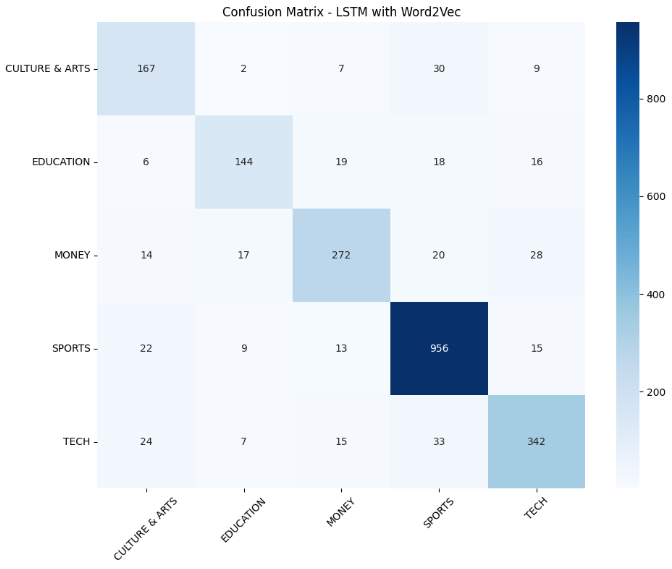 Confusion Matrix - LSTM with Word2Vec
CULTURE & ARTS 167 2 7 30 9
EDUCATION 6 144 19 18 16
MONEY 14 17 272 20 28
SPORTS 22 9 13 956 15
TECH 24 7 15 33 342
CULTURE & ARTS EDUCATION MONEY SPORTS TECH
800
600
400
200